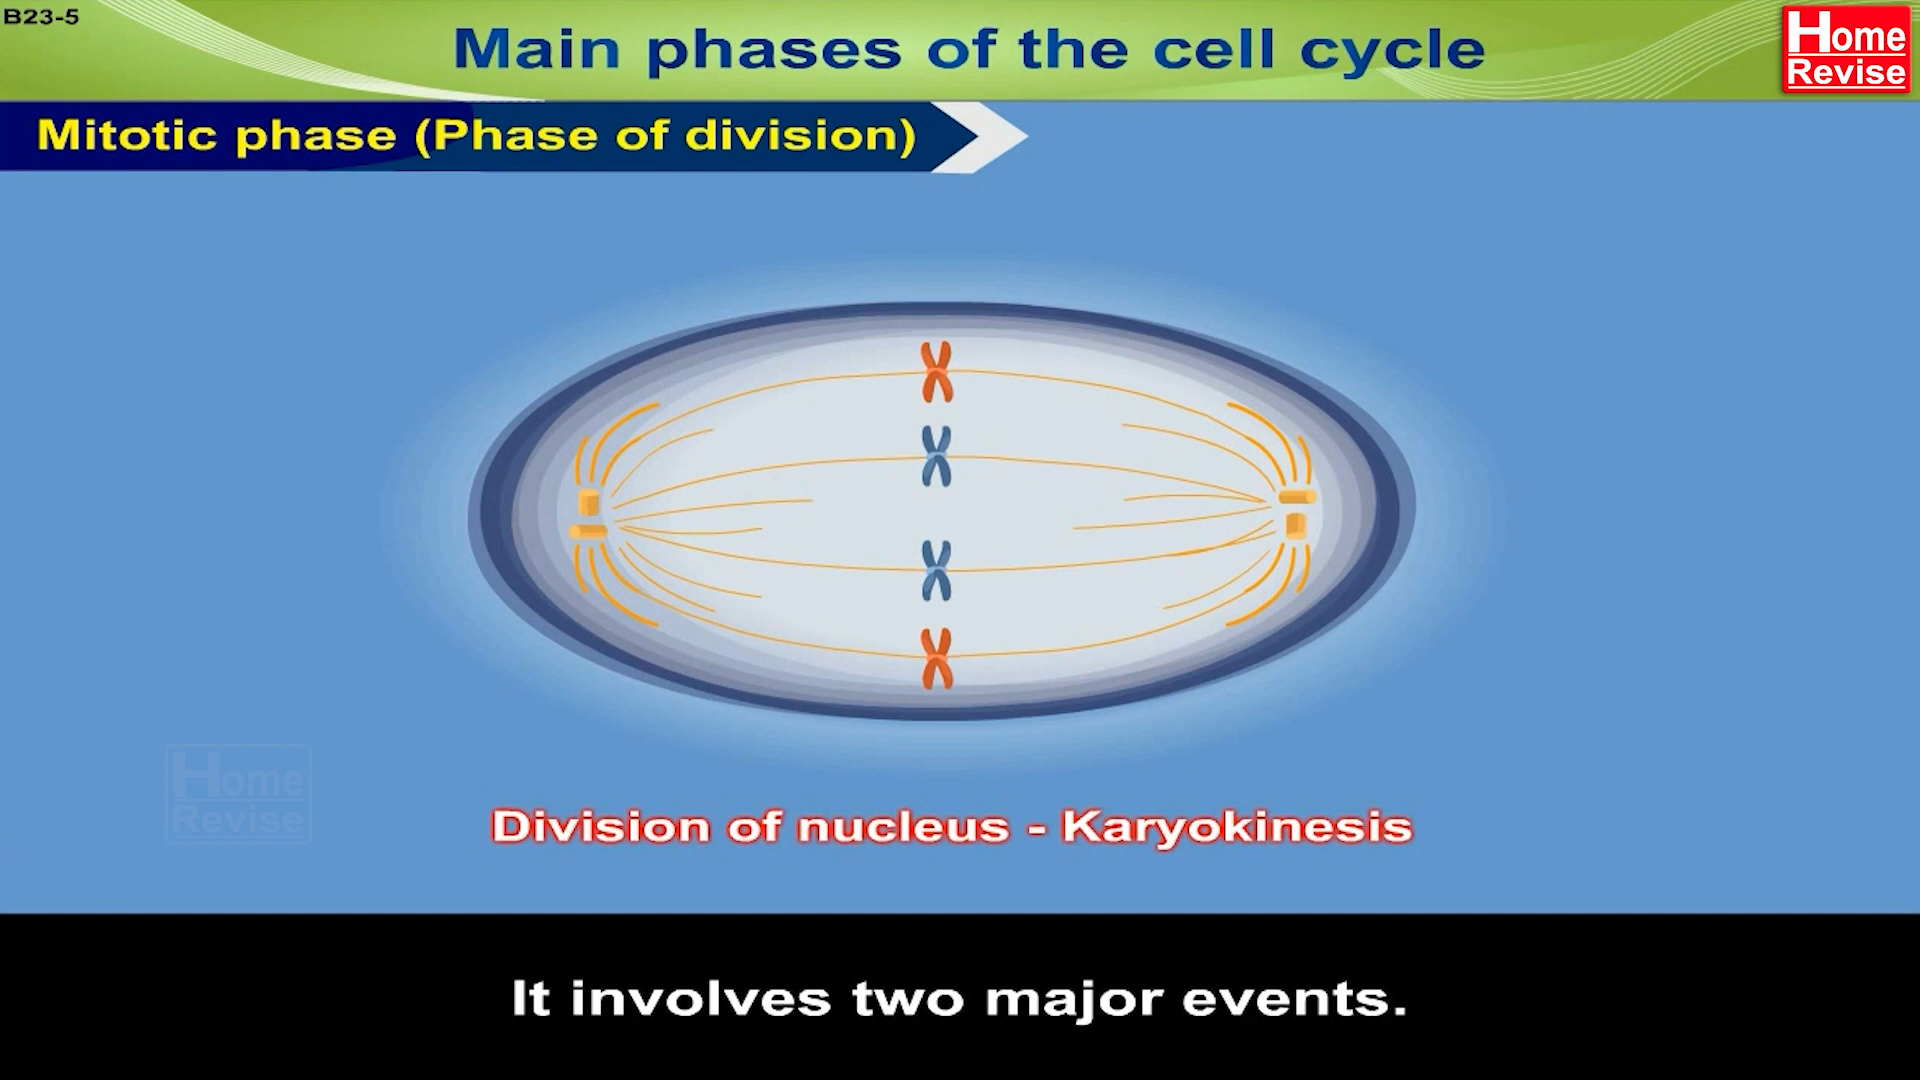 B23-5
Main phases of the cell cycle
Home
Revise
Mitotic phase (Phase of division)
Home
Revise
Division of nucleus - Karyokinesis
It involves two major events.